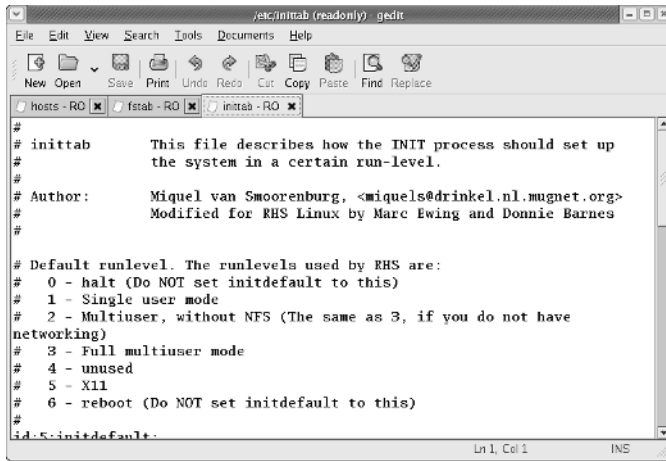 /etc/inittab (readonly) - gedit
File Edit View Search Tools Documents Help
New Open Save Print Undo Redo Cut Copy Paste Find Replace
hosts - RO fstab - RO inittab - RO
#
# inittab This file describes how the INIT process should set up
# the system in a certain run-level.
#
# Author: Miquel van Smoorenburg, <miquels@drinkel.nl.mugnet.org>
# Modified for RHS Linux by Marc Ewing and Donnie Barnes
#
# Default runlevel. The runlevels used by RHS are:
# 0 - halt (Do NOT set initdefault to this)
# 1 - Single user mode
# 2 - Multiuser, without NFS (The same as 3, if you do not have
networking)
# 3 - Full multiuser mode
# 4 - unused
# 5 - X11
# 6 - reboot (Do NOT set initdefault to this)
#
id:5:initdefault:
Ln 1, Col 1 INS